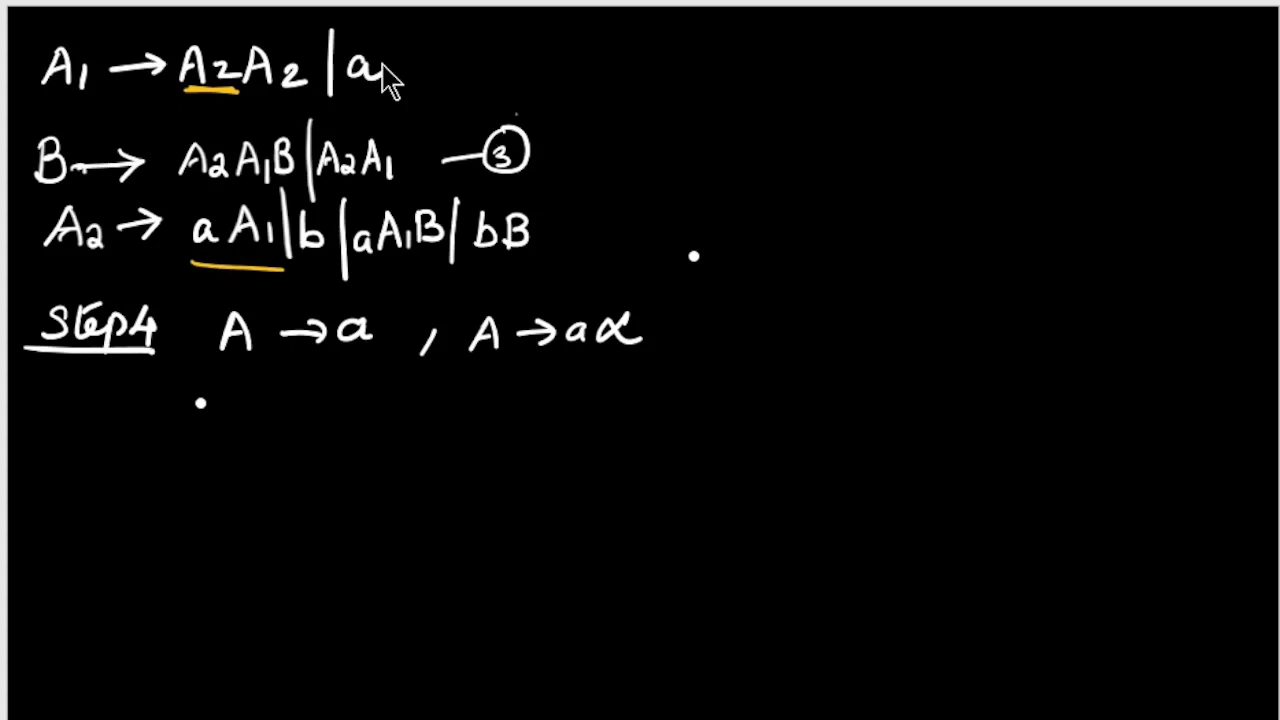 A₁ → A₂A₂ | a
B → A₂A₁B | A₂A₁ — ③
A₂ → aA₁ | b | aA₁B | bB
Step4 A → a , A → aα